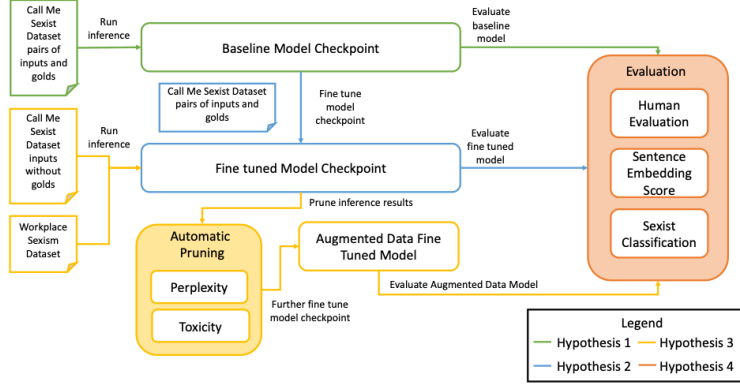 Call Me
Sexist
Dataset
pairs of
inputs and
golds
Run
inference
Baseline Model Checkpoint
Evaluate
baseline
model
Call Me Sexist Dataset
pairs of inputs and
golds
Fine tune
model
checkpoint
Call Me
Sexist
Dataset
inputs
without
golds
Run
inference
Fine tuned Model Checkpoint
Evaluate
fine tuned
model
Evaluation
Human
Evaluation
Sentence
Embedding
Score
Sexist
Classification
Workplace
Sexism
Dataset
Prune inference results
Automatic
Pruning
Perplexity
Toxicity
Further fine tune
model checkpoint
Augmented Data Fine
Tuned Model
Evaluate Augmented Data Model
Legend
Hypothesis 1
Hypothesis 3
Hypothesis 2
Hypothesis 4